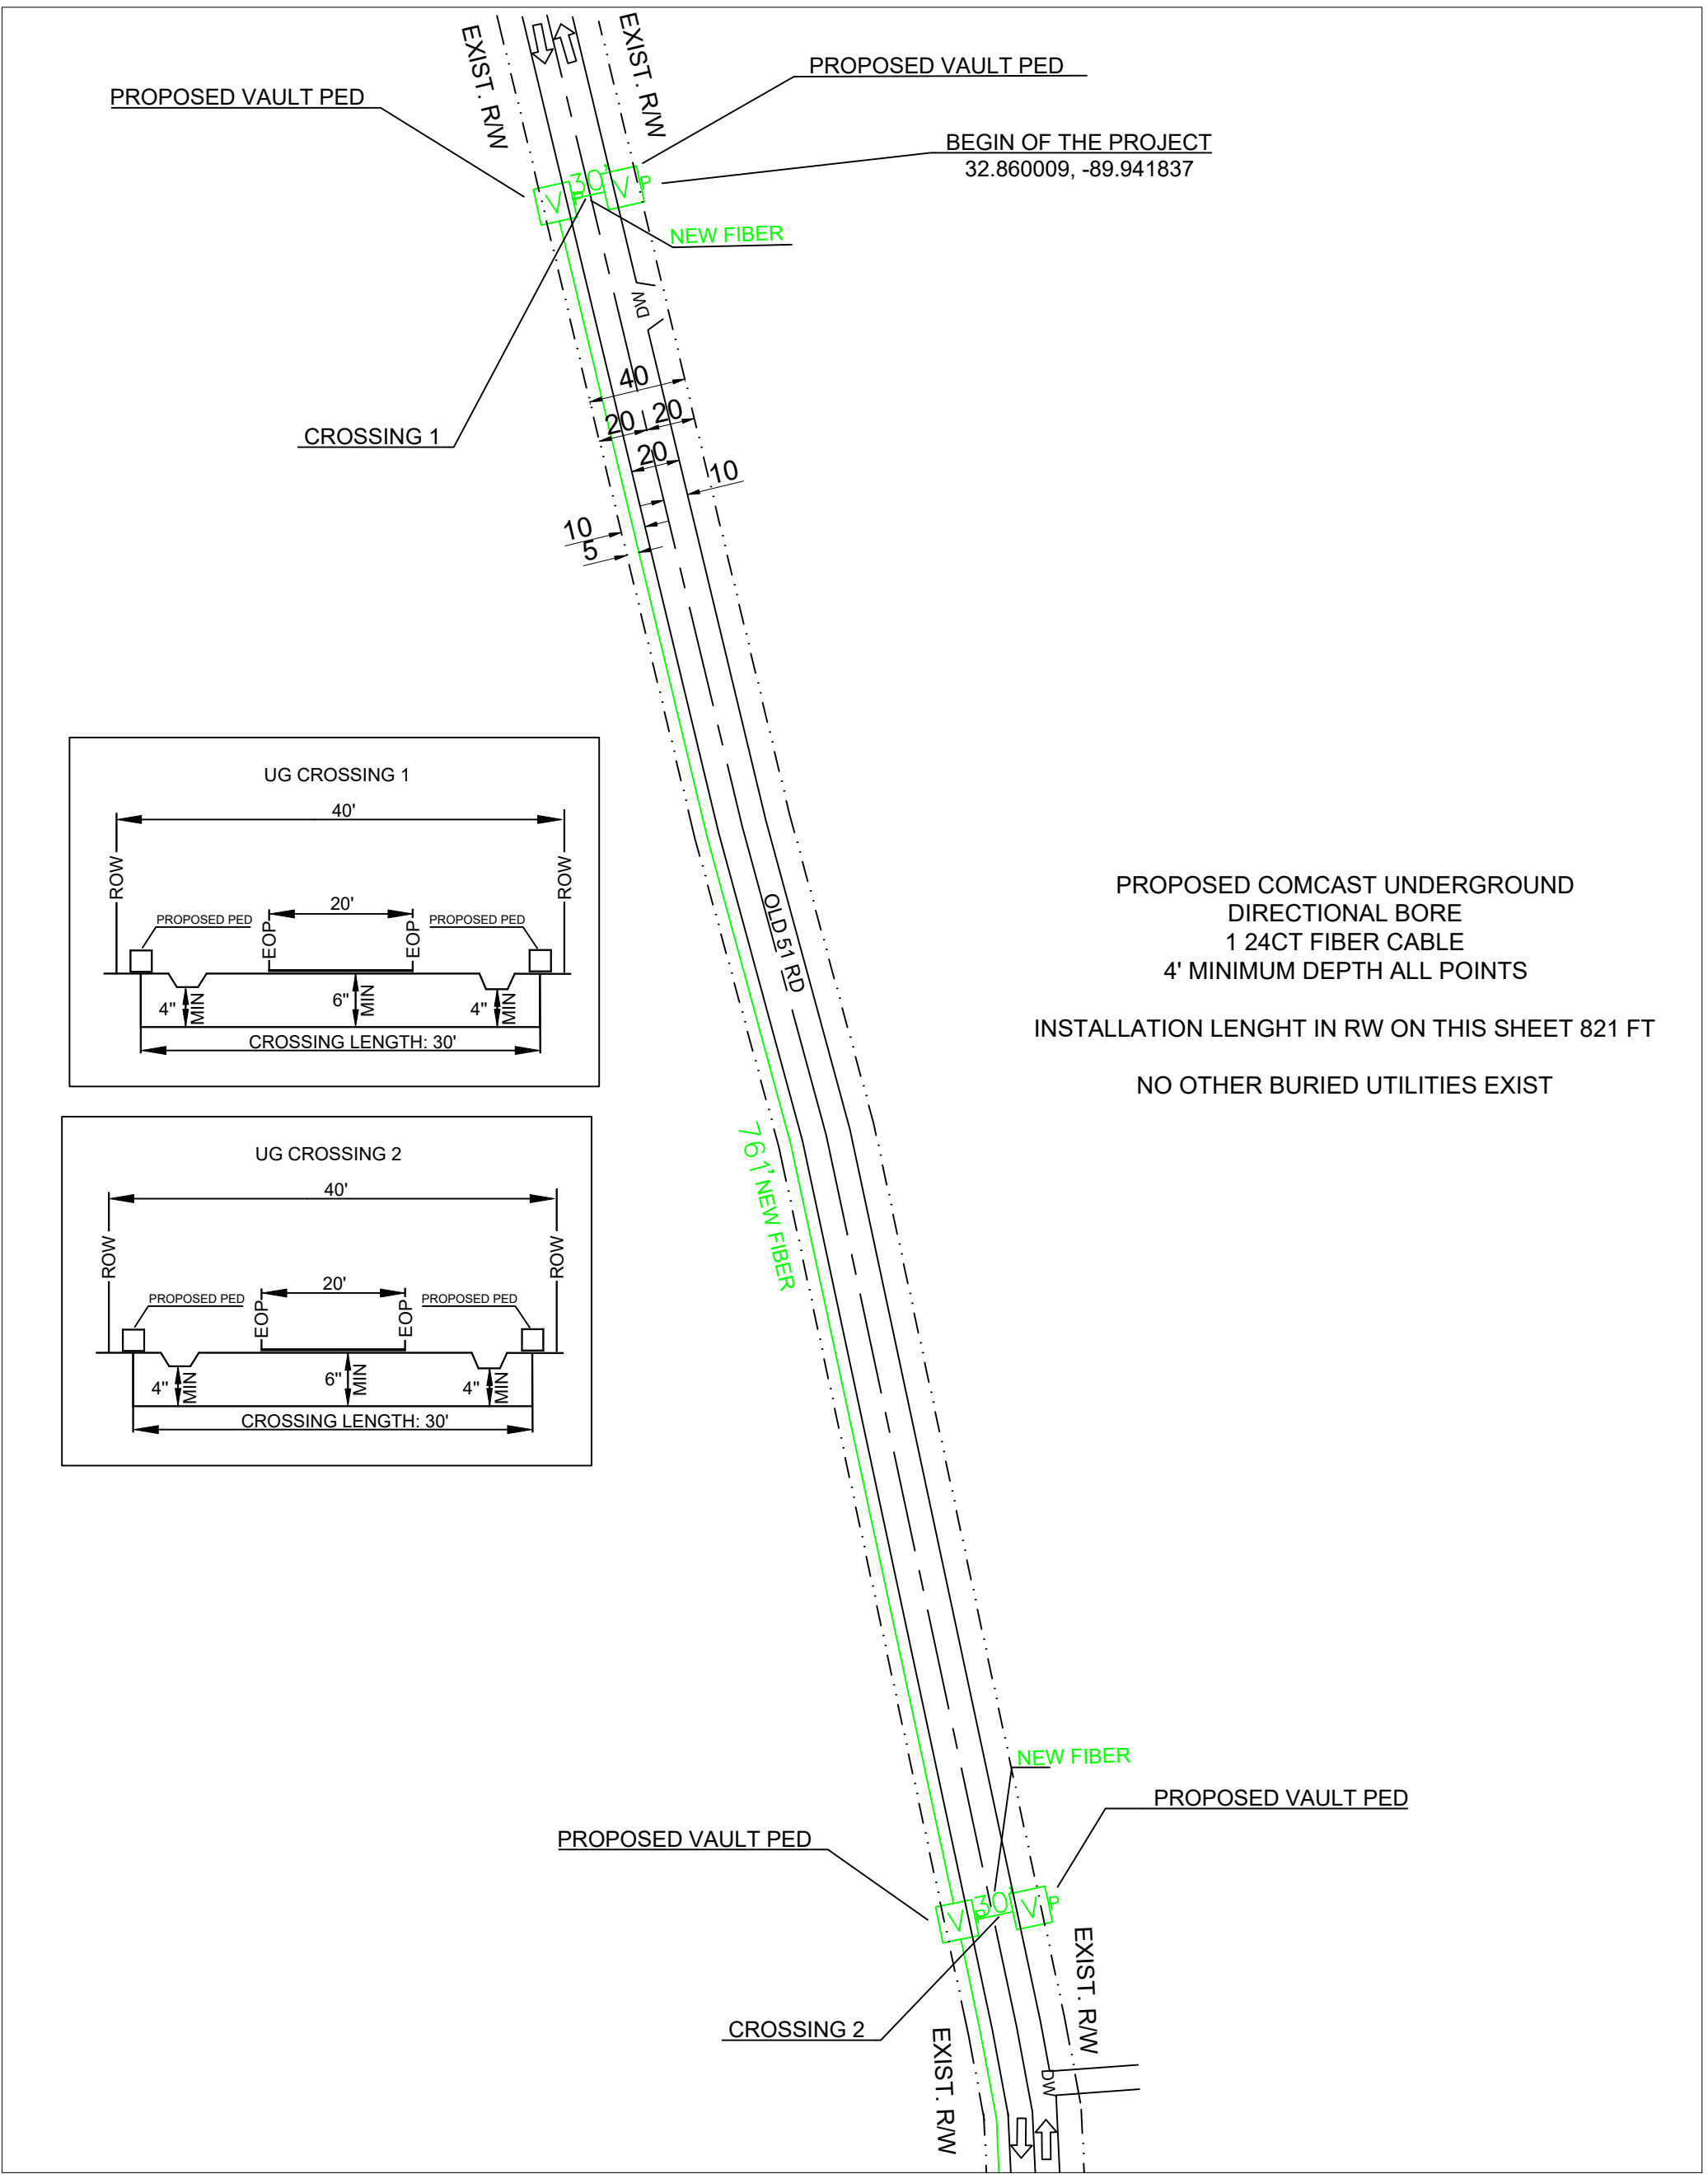 EXIST. R/W
EXIST. R/W
PROPOSED VAULT PED
PROPOSED VAULT PED
BEGIN OF THE PROJECT
32.860009, -89.941837
V
P
30'
V
P
NEW FIBER
DW
CROSSING 1
40
20
20
20
10
10
5
UG CROSSING 1
40'
ROW
ROW
20'
PROPOSED PED
PROPOSED PED
EOP
EOP
4"
MIN
6"
MIN
4"
MIN
CROSSING LENGTH: 30'
OLD 51 RD
PROPOSED COMCAST UNDERGROUND
DIRECTIONAL BORE
1 24CT FIBER CABLE
4' MINIMUM DEPTH ALL POINTS
INSTALLATION LENGHT IN RW ON THIS SHEET 821 FT
NO OTHER BURIED UTILITIES EXIST
761' NEW FIBER
UG CROSSING 2
40'
ROW
ROW
20'
PROPOSED PED
PROPOSED PED
EOP
EOP
4"
MIN
6"
MIN
4"
MIN
CROSSING LENGTH: 30'
NEW FIBER
PROPOSED VAULT PED
PROPOSED VAULT PED
V
P
30'
V
P
CROSSING 2
EXIST. R/W
EXIST. R/W
DW